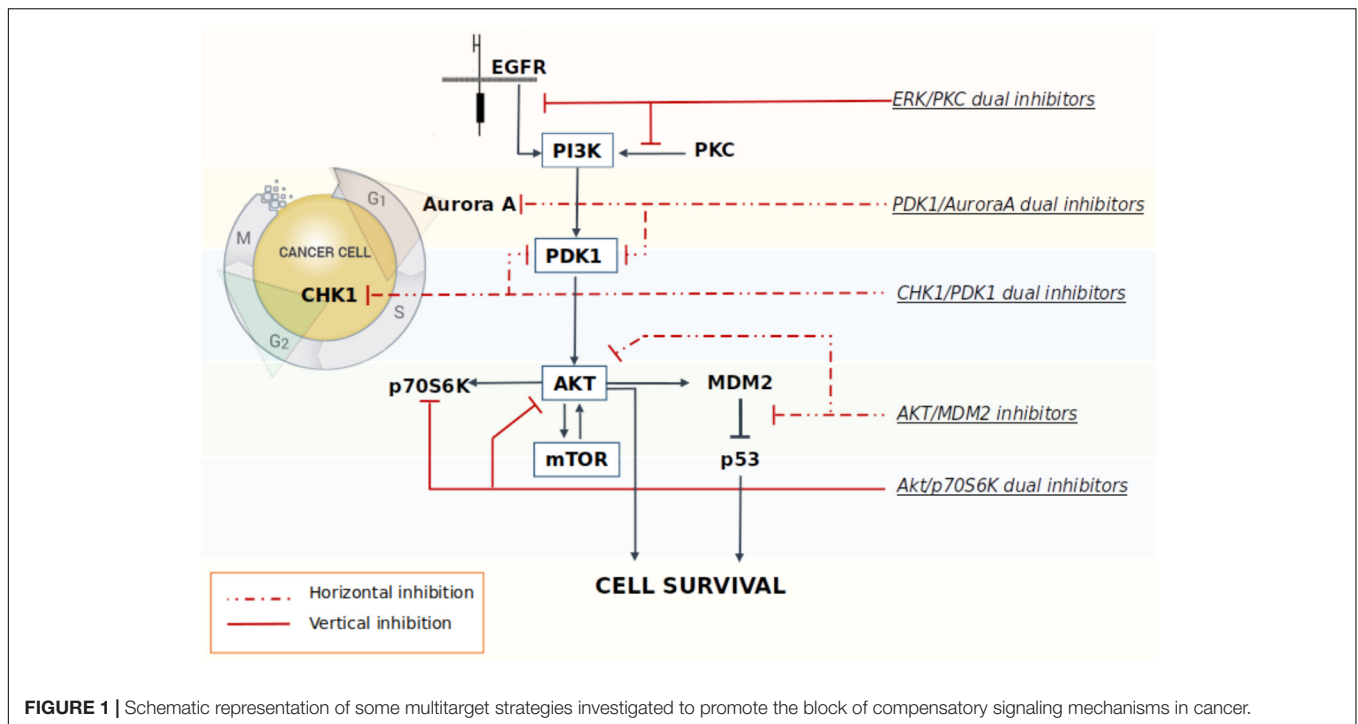 EGFR
ERK/PKC dual inhibitors
PI3K
PKC
G1
Aurora A
PDK1/AuroraA dual inhibitors
M
CANCER CELL
PDK1
CHK1
S
CHK1/PDK1 dual inhibitors
G2
p70S6K
AKT
MDM2
AKT/MDM2 inhibitors
mTOR
p53
Akt/p70S6K dual inhibitors
CELL SURVIVAL
Horizontal inhibition
Vertical inhibition
FIGURE 1 | Schematic representation of some multitarget strategies investigated to promote the block of compensatory signaling mechanisms in cancer.